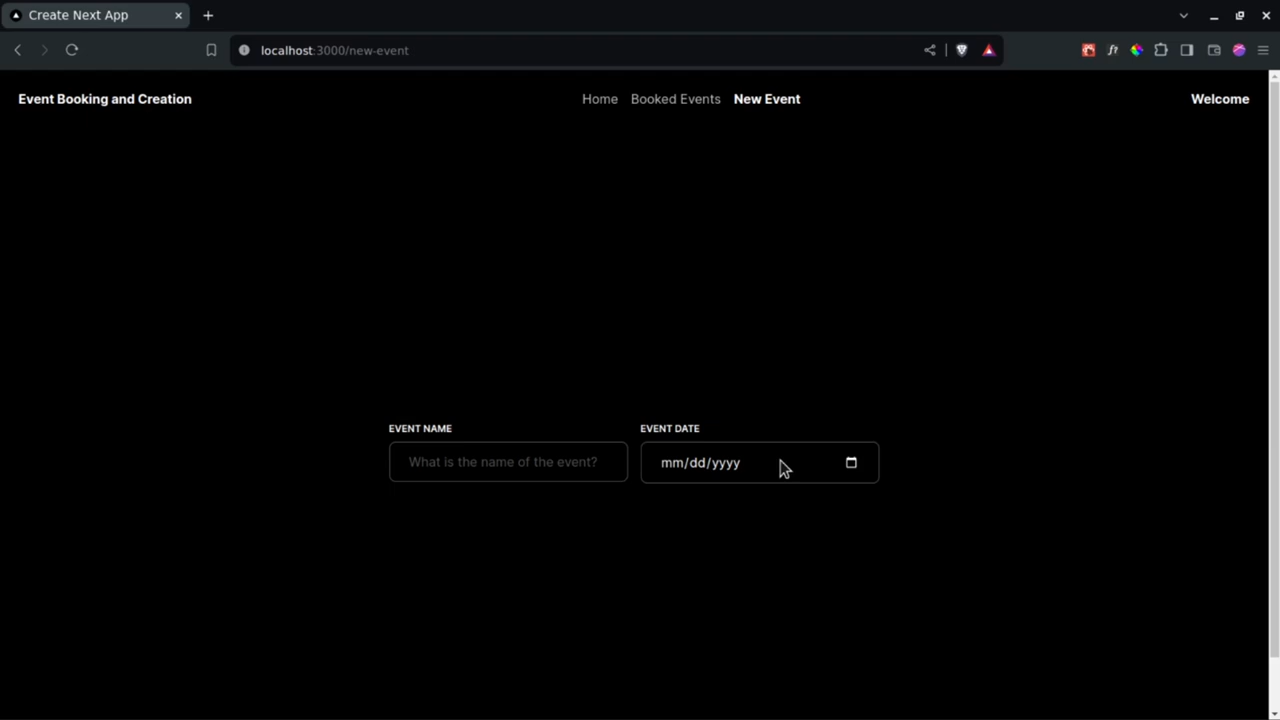 Create Next App
localhost:3000/new-event
Event Booking and Creation
Home Booked Events New Event
Welcome
EVENT NAME
EVENT DATE
What is the name of the event?
mm/dd/yyyy